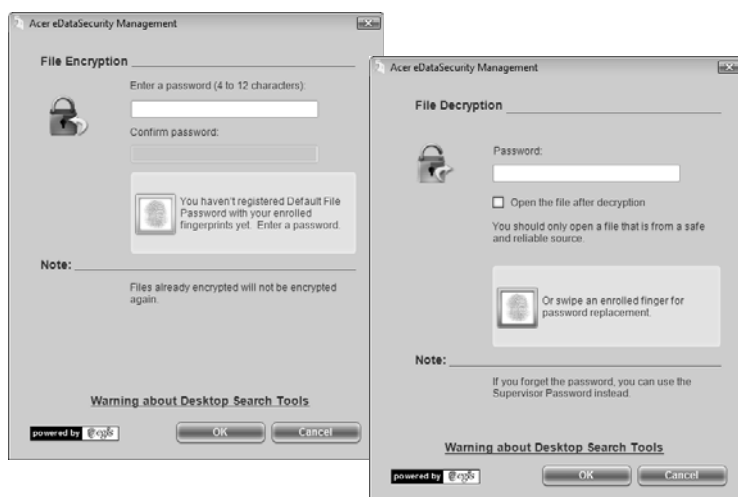 Acer eDataSecurity Management
File Encryption
Enter a password (4 to 12 characters):
Confirm password:
You haven't registered Default File
Password with your enrolled
fingerprints yet. Enter a password.
Note:
Files already encrypted will not be encrypted
again.
Warning about Desktop Search Tools
powered by egis
OK
Cancel
Acer eDataSecurity Management
File Decryption
Password:
Open the file after decryption
You should only open a file that is from a safe
and reliable source.
Or swipe an enrolled finger for
password replacement.
Note:
If you forget the password, you can use the
Supervisor Password instead.
Warning about Desktop Search Tools
powered by egis
OK
Cancel